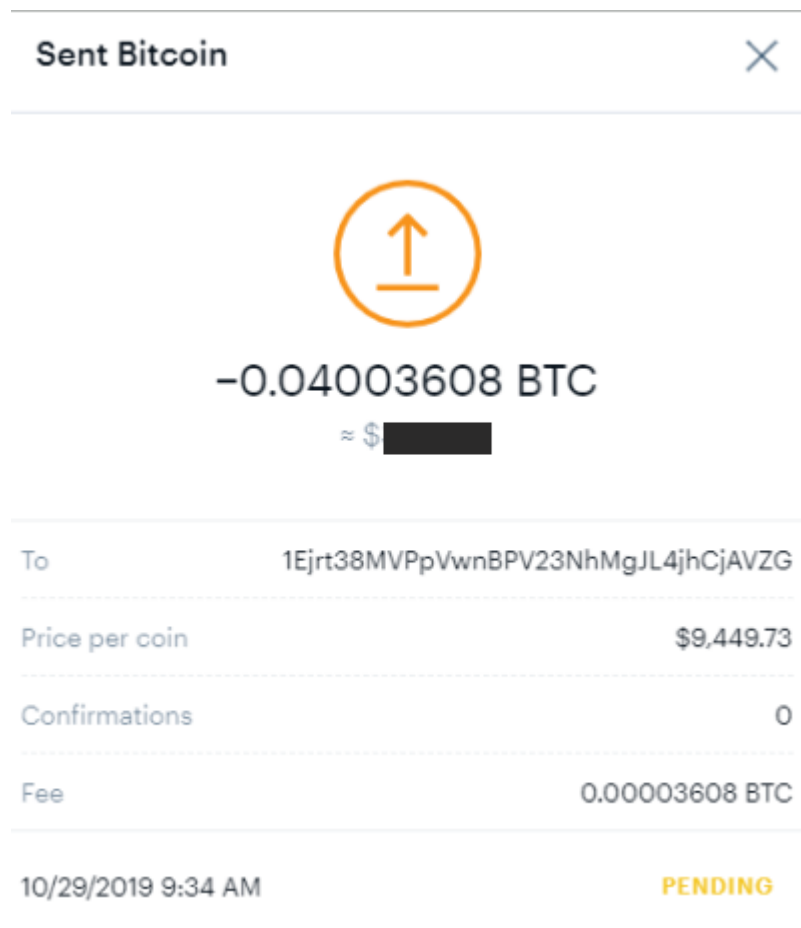 Sent Bitcoin
−0.04003608 BTC
≈ $
To 1Ejrt38MVPpVwnBPV23NhMgJL4jhCjAVZG
Price per coin $9,449.73
Confirmations 0
Fee 0.00003608 BTC
10/29/2019 9:34 AM PENDING